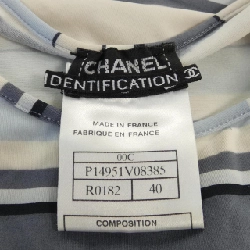 CHANEL
IDENTIFICATION
MADE IN FRANCE
FABRIQUE EN FRANCE
00C
P14951V08385
R0182 40
COMPOSITION